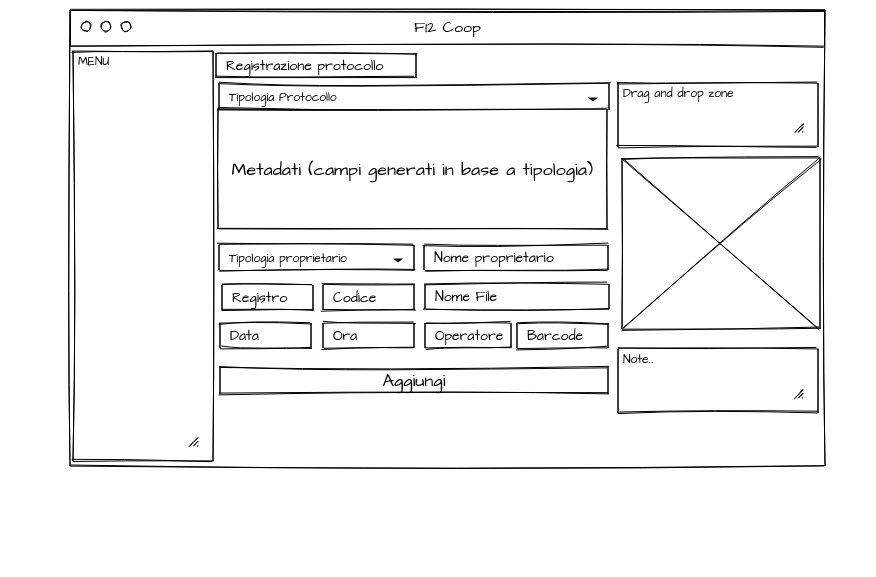 F12 Coop
MENU
Registrazione protocollo
Tipologia Protocollo
Drag and drop zone
Metadati (campi generati in base a tipologia)
Tipologia proprietario
Nome proprietario
Registro
Codice
Nome File
Data
Ora
Operatore
Barcode
Note..
Aggiungi